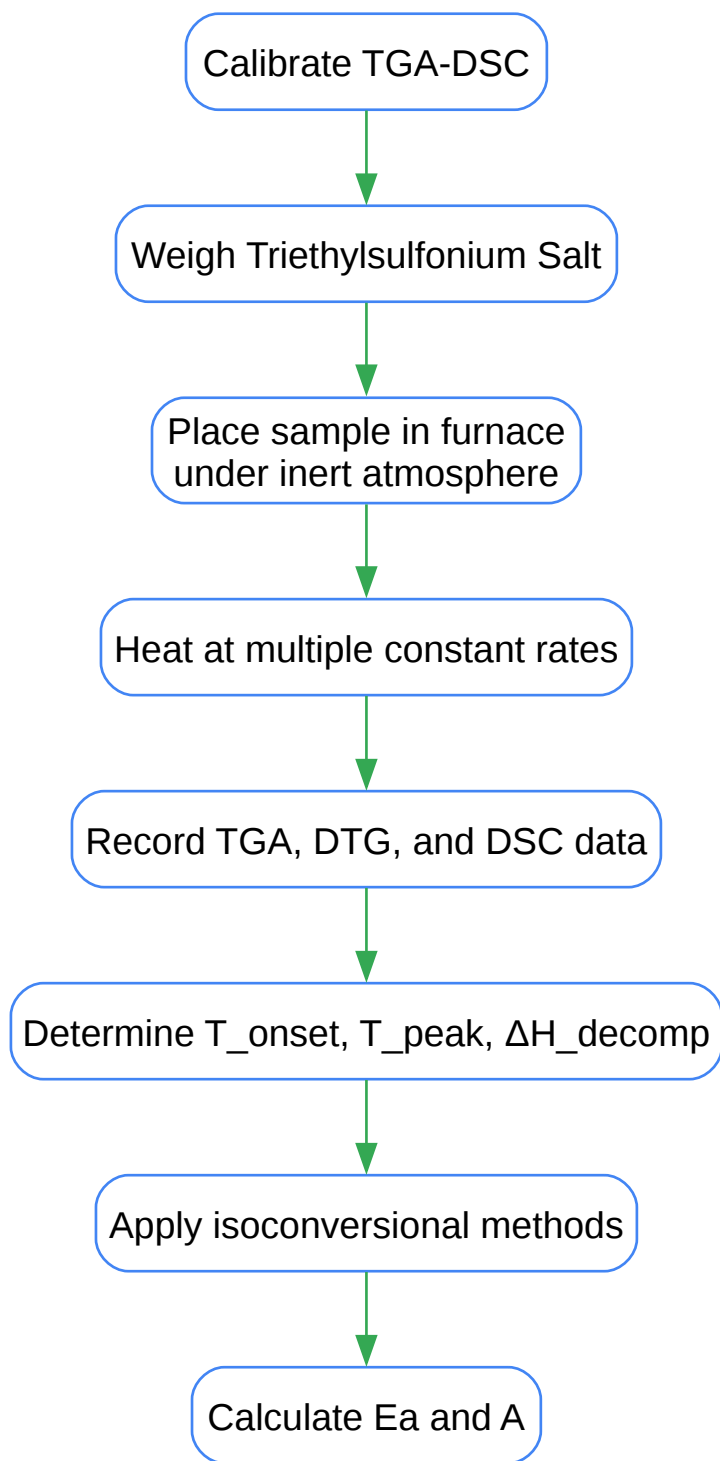 Calibrate TGA-DSC
Weigh Triethylsulfonium Salt
Place sample in furnace
under inert atmosphere
Heat at multiple constant rates
Record TGA, DTG, and DSC data
Determine T_onset, T_peak, ΔH_decomp
Apply isoconversional methods
Calculate Ea and A